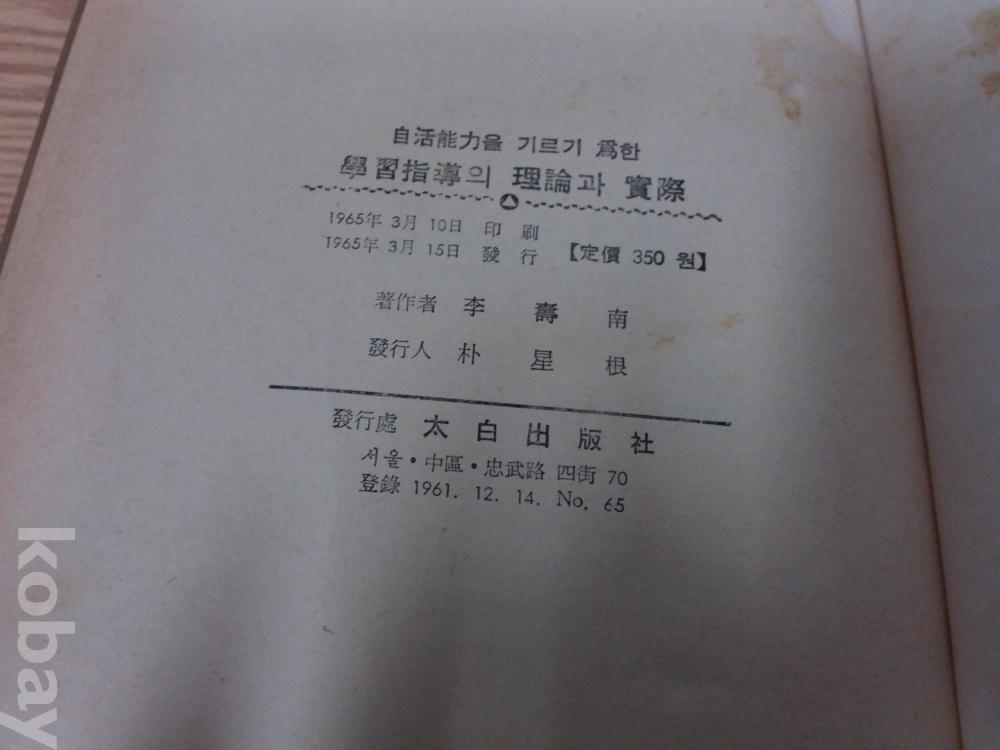 自活能力을 기르기 爲한
學習指導의 理論과 實際
1965年 3月 10日 印刷
1965年 3月 15日 發行 【定價 350 원】
著作者 李壽南
發行人 朴星根
發行處 太白出版社
서울·中區·忠武路 四街 70
登錄 1961. 12. 14. No. 65
kobay